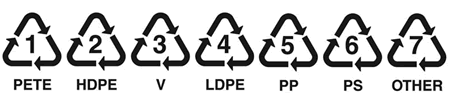 1 2 3 4 5 6 7
PETE HDPE V LDPE PP PS OTHER